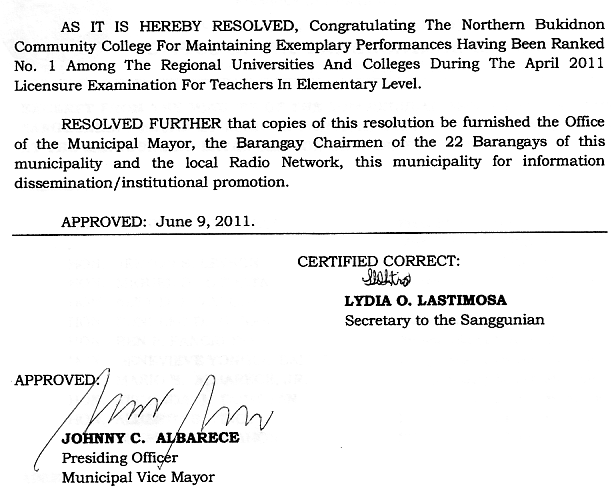 AS IT IS HEREBY RESOLVED, Congratulating The Northern Bukidnon
Community College For Maintaining Exemplary Performances Having Been Ranked
No. 1 Among The Regional Universities And Colleges During The April 2011
Licensure Examination For Teachers In Elementary Level.
RESOLVED FURTHER that copies of this resolution be furnished the Office
of the Municipal Mayor, the Barangay Chairmen of the 22 Barangays of this
municipality and the local Radio Network, this municipality for information
dissemination/institutional promotion.
APPROVED: June 9, 2011.
CERTIFIED CORRECT:
LYDIA O. LASTIMOSA
Secretary to the Sanggunian
APPROVED:
JOHNNY C. ALBARECE
Presiding Officer
Municipal Vice Mayor